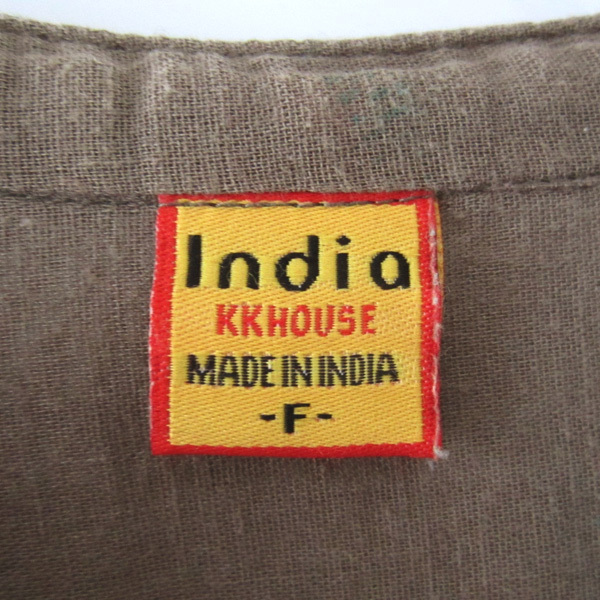 India
KKHOUSE
MADE IN INDIA
-F-